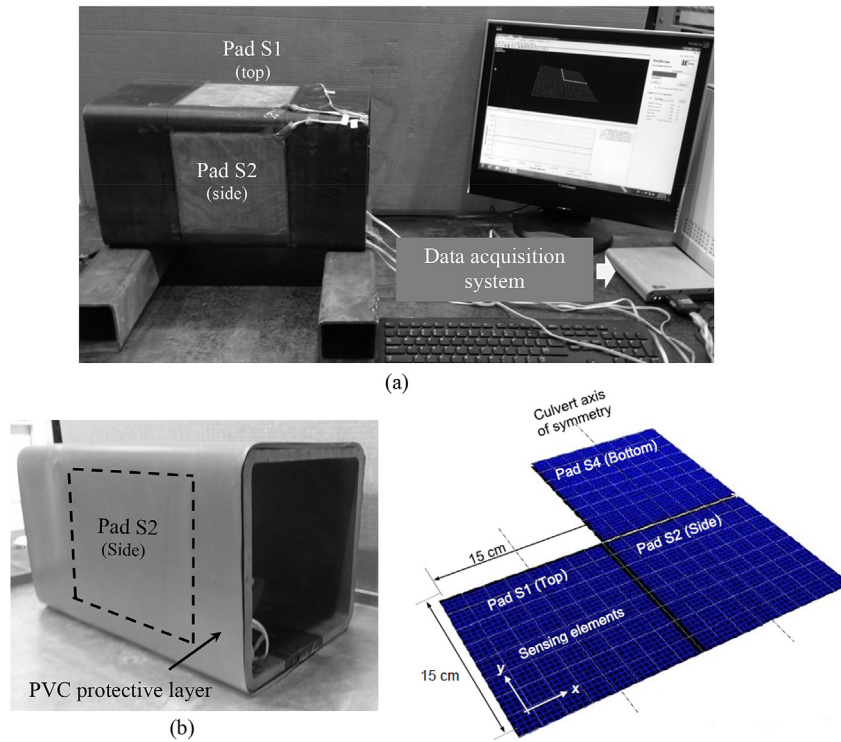 Pad S1
(top)
Pad S2
(side)
Data acquisition
system
(a)
Pad S2
(Side)
PVC protective layer
(b)
Culvert axis
of symmetry
Pad S4 (Bottom)
15 cm
Pad S2 (Side)
Pad S1 (Top)
Sensing elements
15 cm
y
x